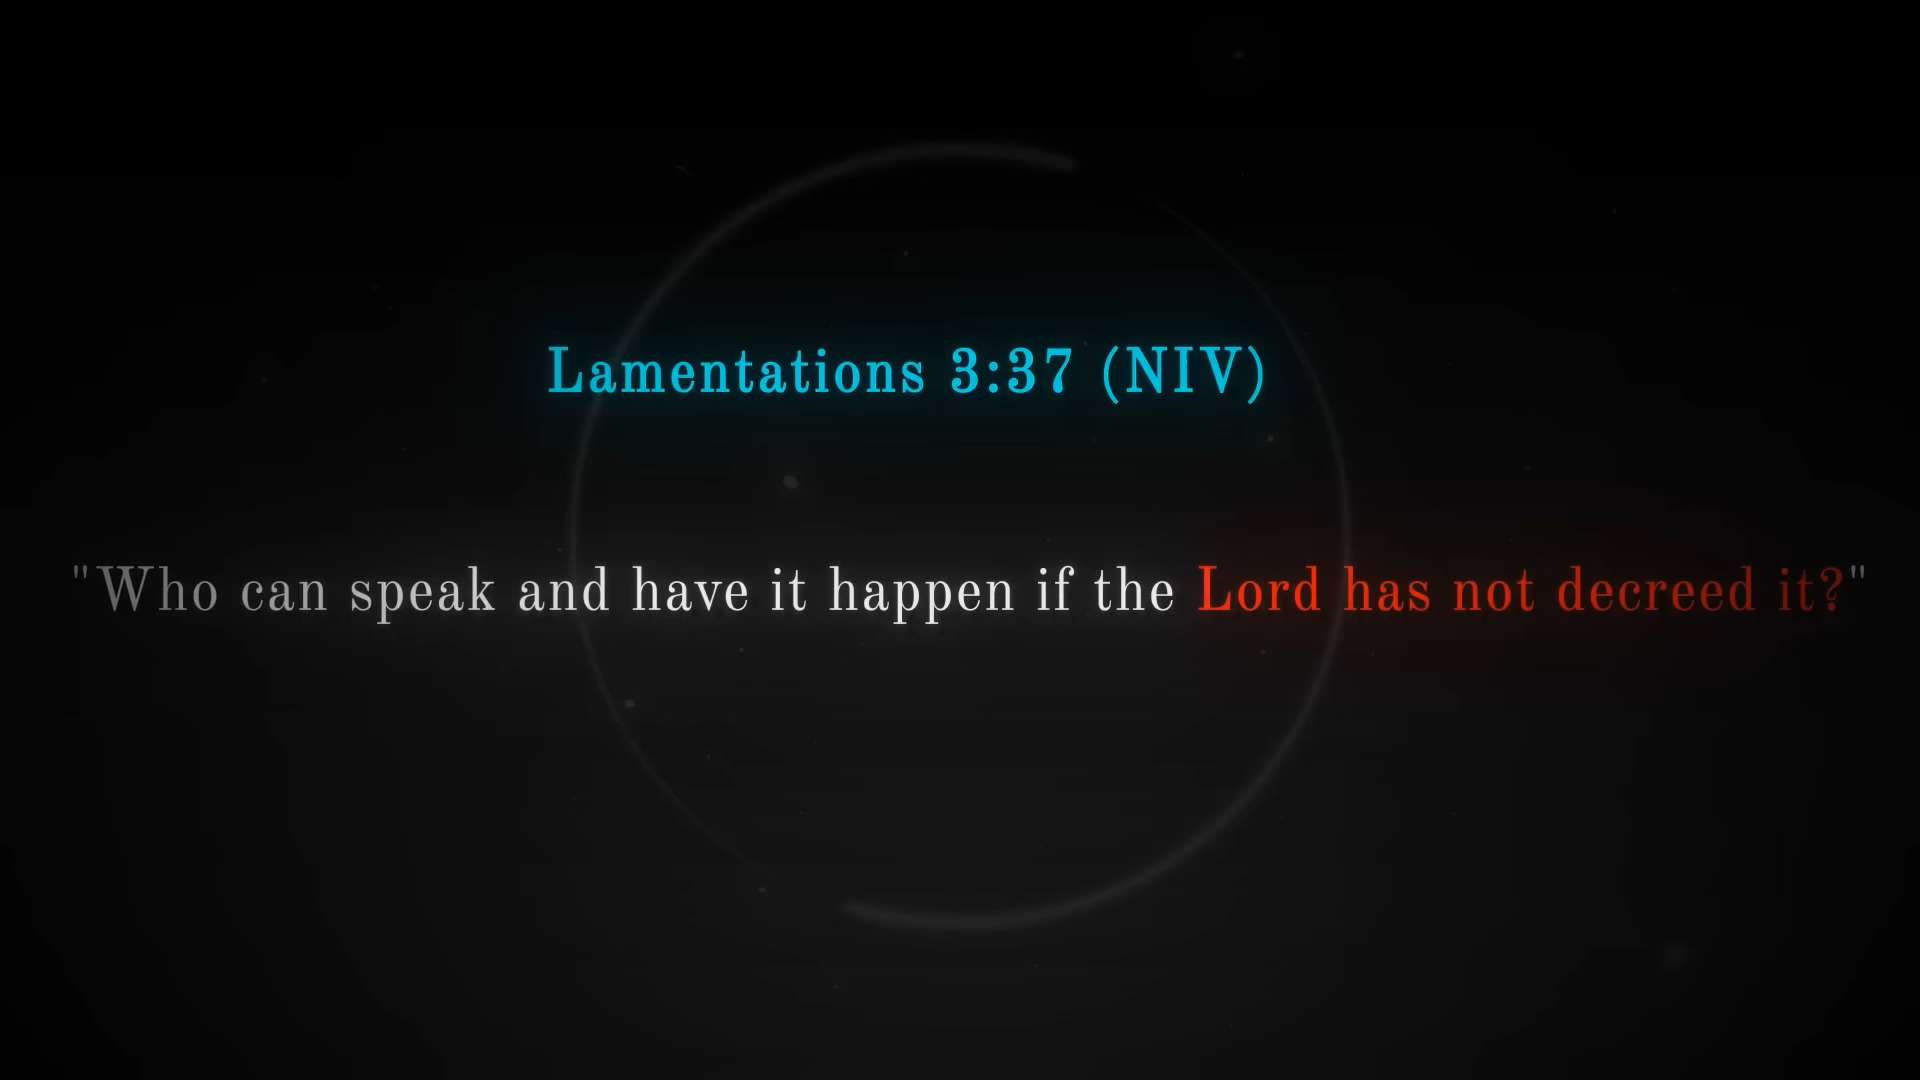 Lamentations 3:37 (NIV)
"Who can speak and have it happen if the Lord has not decreed it?"